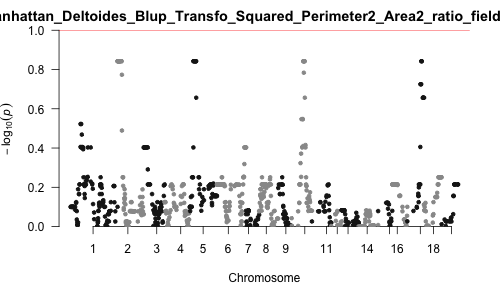 anhattan_Deltoides_Blup_Transfo_Squared_Perimeter2_Area2_ratio_field
1.0
0.8
0.6
0.4
0.2
0.0
− log10(p)
1 2 3 4 5 6 7 8 9 11 14 16 18
Chromosome